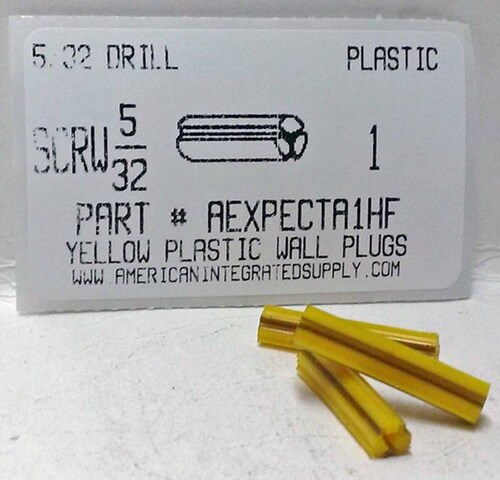 5/32 DRILL PLASTIC
SCRW 5/32 1
PART # AEXPECTA1HF
YELLOW PLASTIC WALL PLUGS
WWW.AMERICANINTEGRATEDSUPPLY.COM